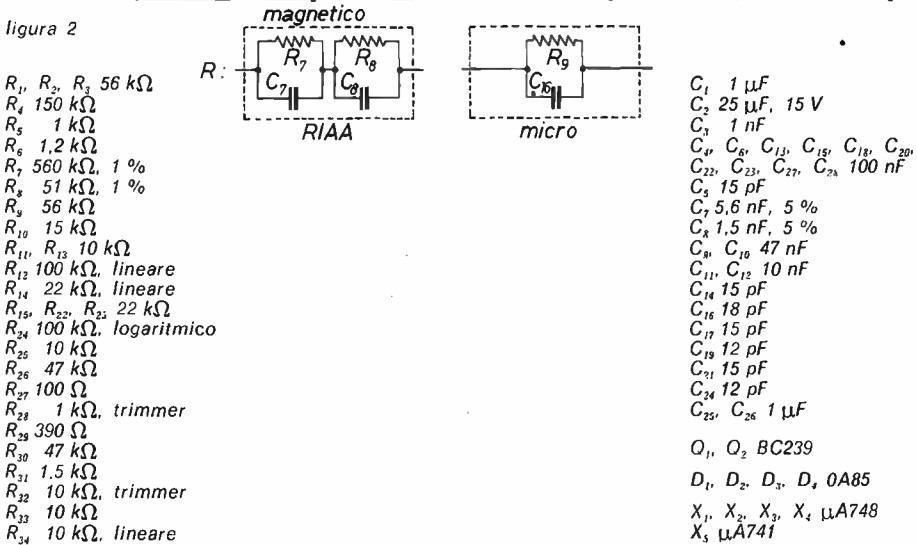 figura 2
magnetico
R:
R₇
R₈
C₇
C₈
RIAA
R₉
C₁₆
micro
R₁, R₂, R₃ 56 kΩ
R₄ 150 kΩ
R₅ 1 kΩ
R₆ 1,2 kΩ
R₇ 560 kΩ, 1 %
R₈ 51 kΩ, 1 %
R₉ 56 kΩ
R₁₀ 15 kΩ
R₁₁, R₁₃ 10 kΩ
R₁₂ 100 kΩ, lineare
R₁₄ 22 kΩ, lineare
R₁₅, R₂₂, R₂₃ 22 kΩ
R₂₄ 100 kΩ, logaritmico
R₂₅ 10 kΩ
R₂₆ 47 kΩ
R₂₇ 100 Ω
R₂₈ 1 kΩ, trimmer
R₂₉ 390 Ω
R₃₀ 47 kΩ
R₃₁ 1.5 kΩ
R₃₂ 10 kΩ, trimmer
R₃₃ 10 kΩ
R₃₄ 10 kΩ, lineare
C₁ 1 µF
C₂ 25 µF, 15 V
C₃ 1 nF
C₄, C₆, C₁₃, C₁₅, C₁₈, C₂₀,
C₂₂, C₂₃, C₂₇, C₂₈ 100 nF
C₅ 15 pF
C₇ 5,6 nF, 5 %
C₈ 1,5 nF, 5 %
C₉, C₁₀ 47 nF
C₁₁, C₁₂ 10 nF
C₁₄ 15 pF
C₁₆ 18 pF
C₁₇ 15 pF
C₁₉ 12 pF
C₂₁ 15 pF
C₂₄ 12 pF
C₂₅, C₂₆ 1 µF
Q₁, Q₂ BC239
D₁, D₂, D₃, D₄ 0A85
X₁, X₂, X₃, X₄ µA748
X₅ µA741